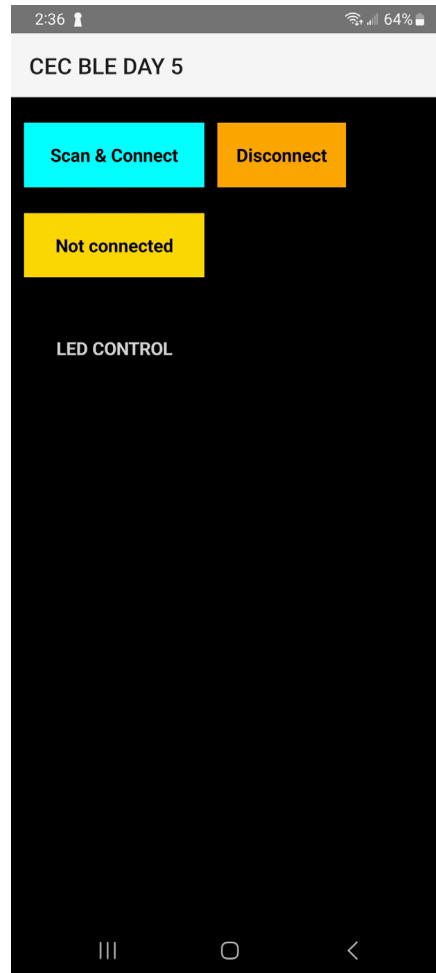 2:36 64%
CEC BLE DAY 5
Scan & Connect Disconnect
Not connected
LED CONTROL